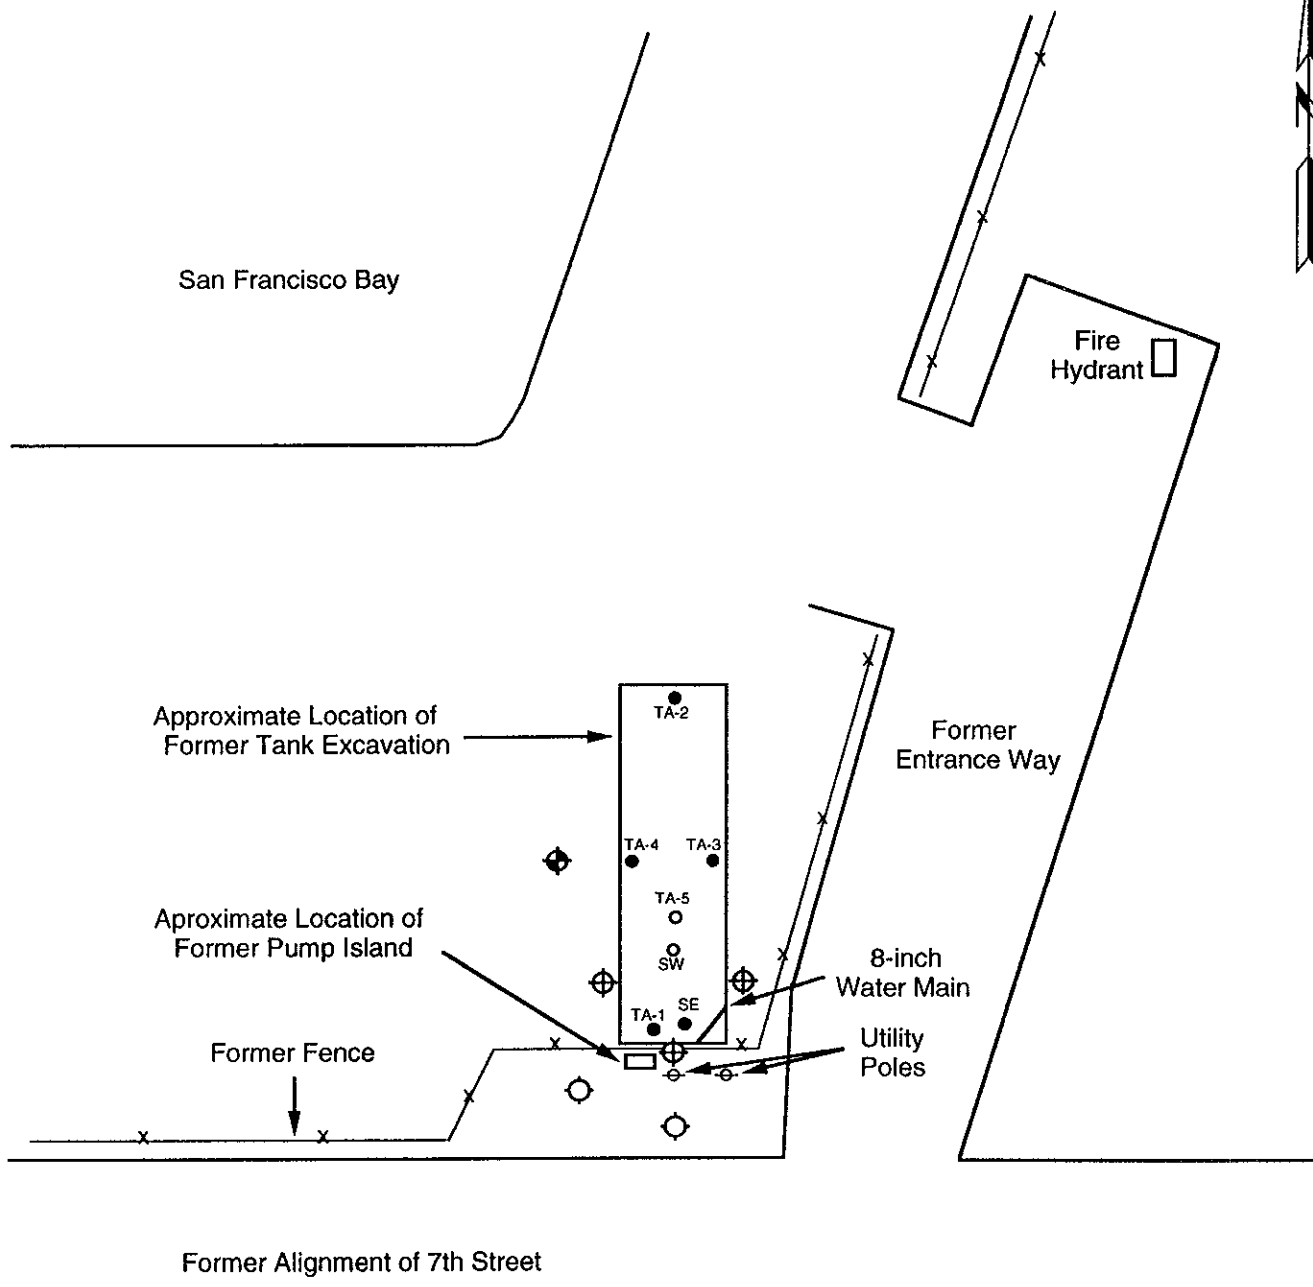 San Francisco Bay
N
Fire
Hydrant
Approximate Location of
Former Tank Excavation
TA-2
Former
Entrance Way
TA-4
TA-3
TA-5
Aproximate Location of
Former Pump Island
SW
8-inch
Water Main
TA-1
SE
Utility
Poles
Former Fence
Former Alignment of 7th Street